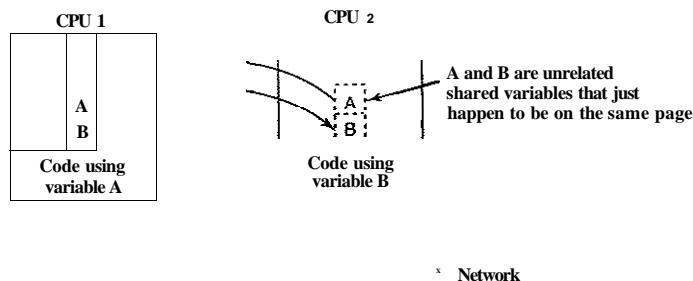 CPU 1
A
B
Code using
variable A
CPU 2
A
B
Code using
variable B
A and B are unrelated
shared variables that just
happen to be on the same page
x Network